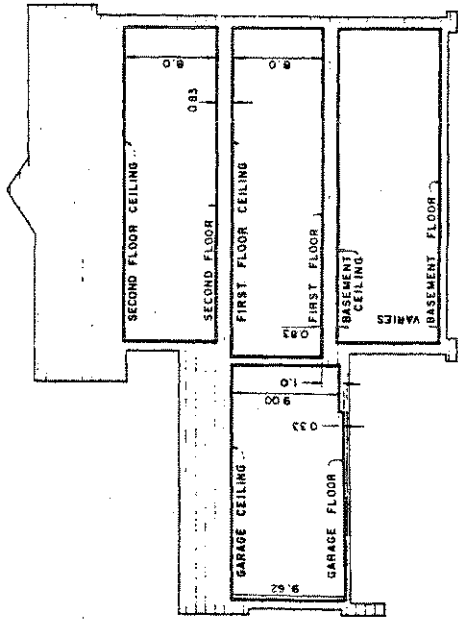 8.0
SECOND FLOOR CEILING
0.83
SECOND FLOOR
8.0
FIRST FLOOR CEILING
FIRST FLOOR
0.83
BASEMENT
CEILING
VARIES
BASEMENT FLOOR
1.0
9.00
0.33
GARAGE CEILING
GARAGE FLOOR
9.62